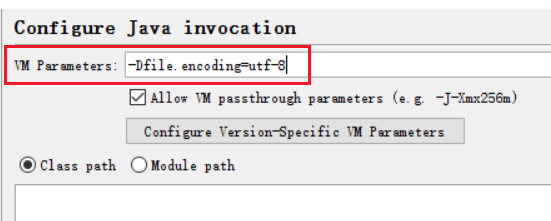 Configure Java invocation
VM Parameters: -Dfile.encoding=utf-8
Allow VM passthrough parameters (e.g. -J-Xmx256m)
Configure Version-Specific VM Parameters
Class path Module path